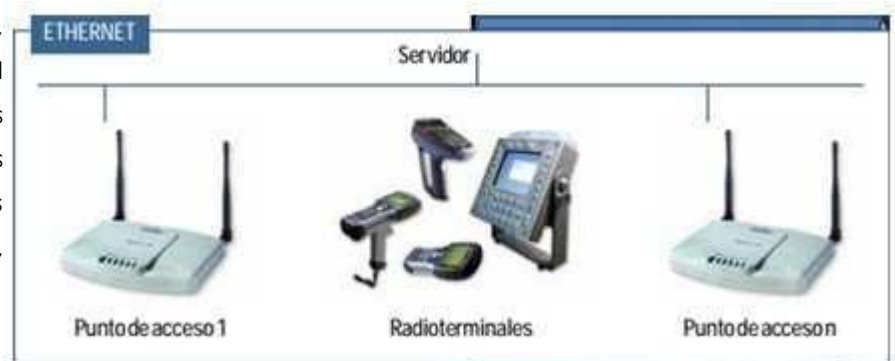 ETHERNET
Servidor
Punto de acceso 1
Radioterminales
Punto de acceso n